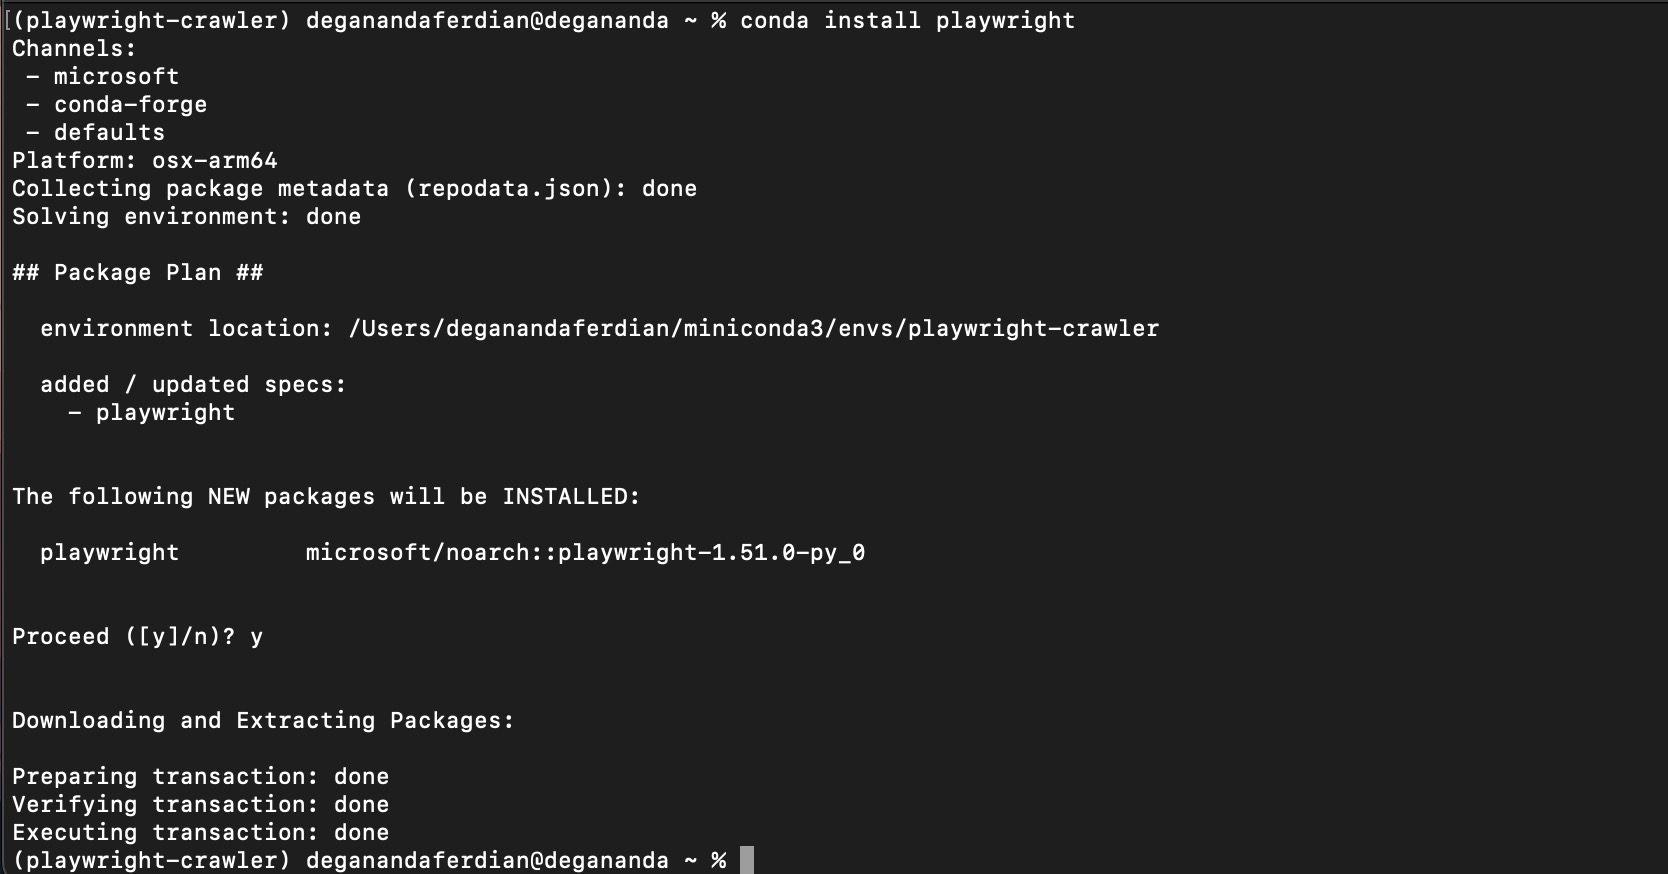 [(playwright-crawler) deganandaferdian@degananda ~ % conda install playwright
Channels:
 - microsoft
 - conda-forge
 - defaults
Platform: osx-arm64
Collecting package metadata (repodata.json): done
Solving environment: done
## Package Plan ##
  environment location: /Users/deganandaferdian/miniconda3/envs/playwright-crawler
  added / updated specs:
    - playwright
The following NEW packages will be INSTALLED:
  playwright         microsoft/noarch::playwright-1.51.0-py_0
Proceed ([y]/n)? y
Downloading and Extracting Packages:
Preparing transaction: done
Verifying transaction: done
Executing transaction: done
(playwright-crawler) deganandaferdian@degananda ~ %